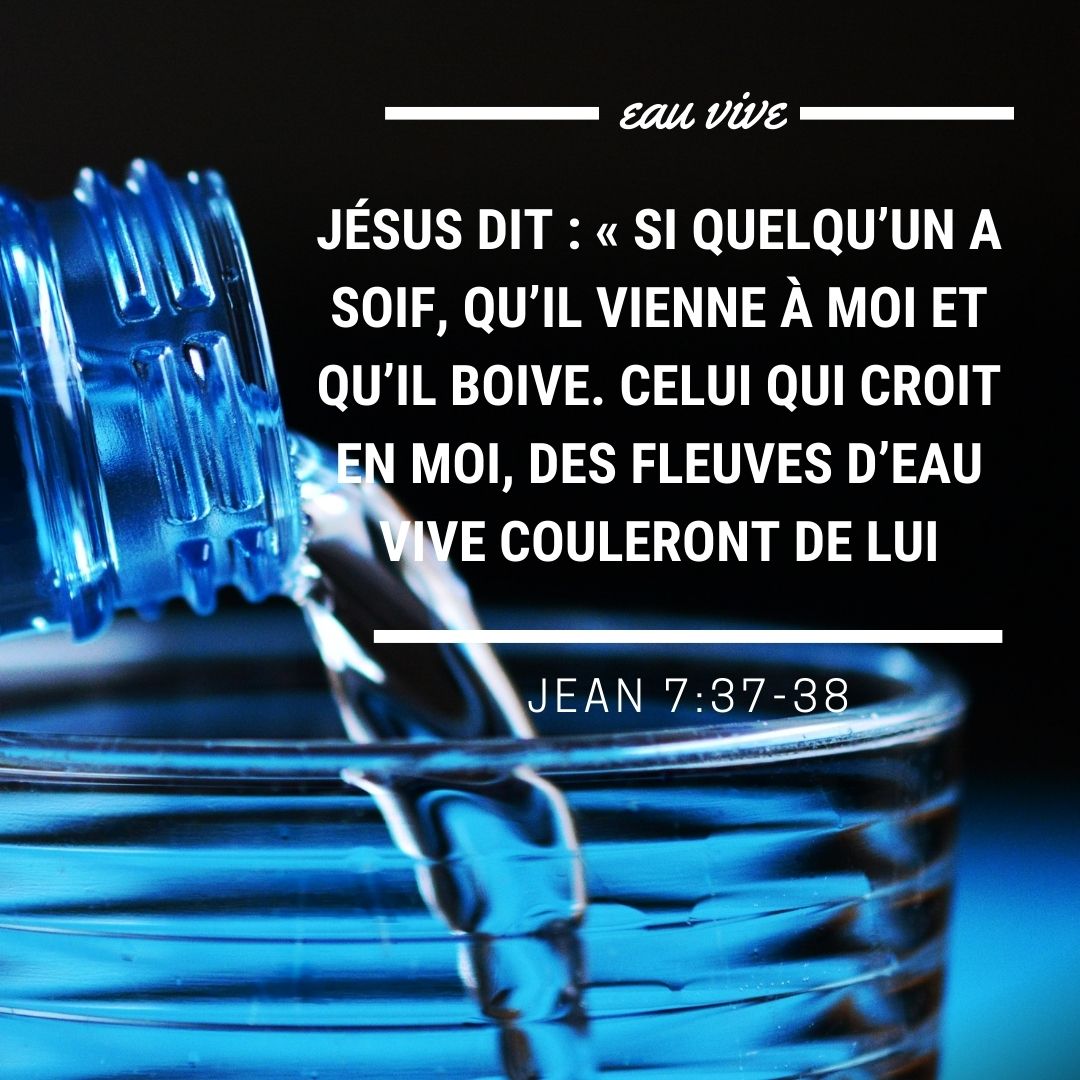 eau vive
JÉSUS DIT : « SI QUELQU’UN A
SOIF, QU’IL VIENNE À MOI ET
QU’IL BOIVE. CELUI QUI CROIT
EN MOI, DES FLEUVES D’EAU
VIVE COULERONT DE LUI
JEAN 7:37-38